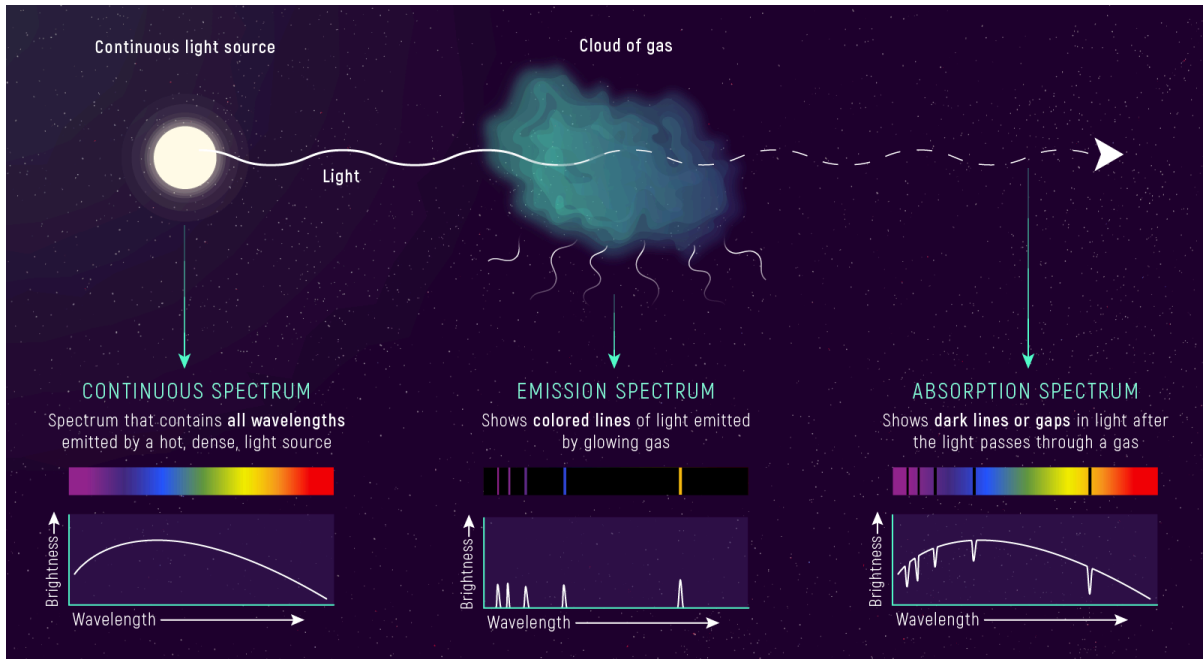 Continuous light source
Cloud of gas
Light
CONTINUOUS SPECTRUM
Spectrum that contains all wavelengths
emitted by a hot, dense, light source
Brightness
Wavelength
EMISSION SPECTRUM
Shows colored lines of light emitted
by glowing gas
Brightness
Wavelength
ABSORPTION SPECTRUM
Shows dark lines or gaps in light after
the light passes through a gas
Brightness
Wavelength